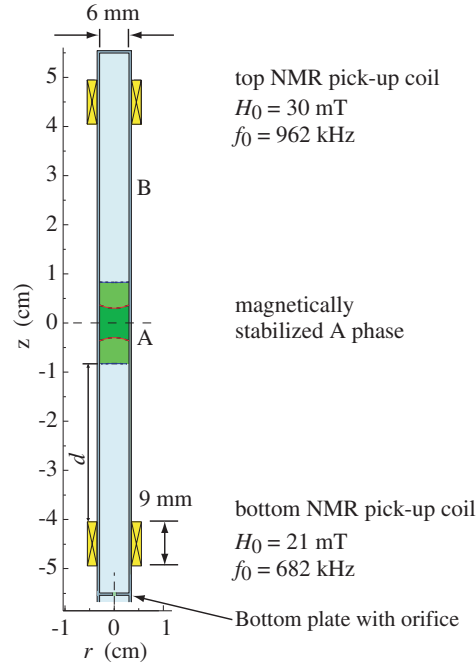 6 mm
5
4
3
2
1
0
-1
-2
-3
-4
-5
z (cm)
B
A
d
9 mm
top NMR pick-up coil
H0 = 30 mT
f0 = 962 kHz
magnetically
stabilized A phase
bottom NMR pick-up coil
H0 = 21 mT
f0 = 682 kHz
Bottom plate with orifice
-1 0 1
r (cm)